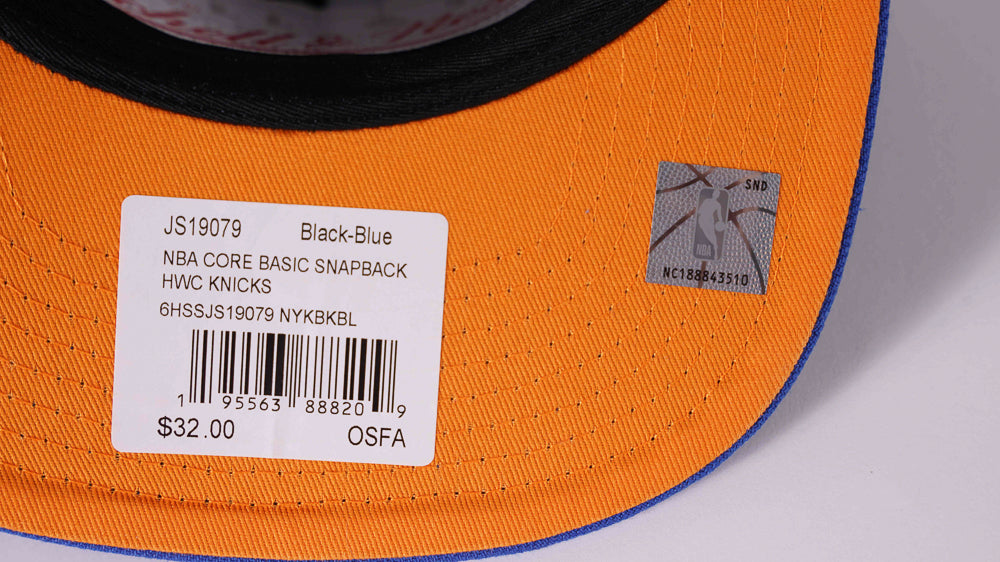 JS19079 Black-Blue
NBA CORE BASIC SNAPBACK
HWC KNICKS
6HSSJS19079 NYKBKBL
1 95563 88820 9
$32.00 OSFA
SND
NBA
NC188843510